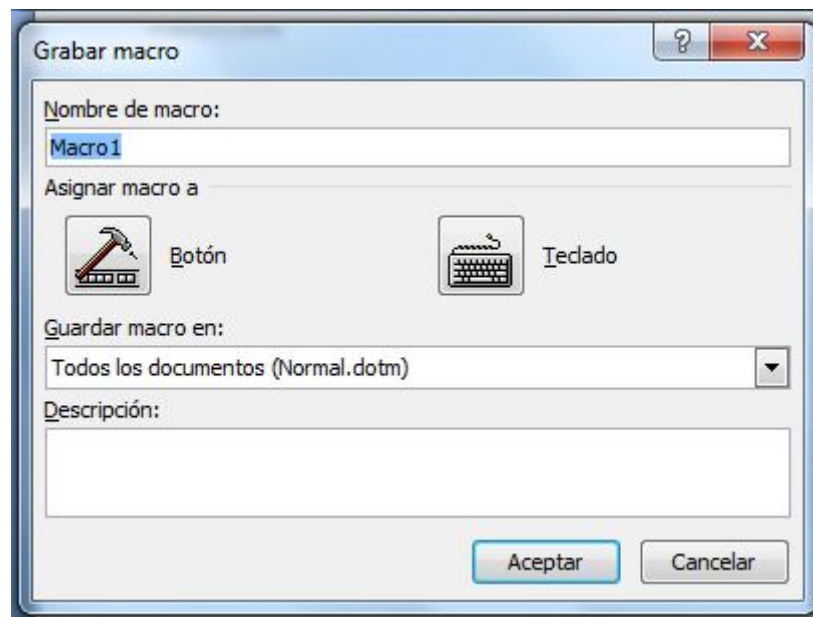 Grabar macro
Nombre de macro:
Macro1
Asignar macro a
Botón
Teclado
Guardar macro en:
Todos los documentos (Normal.dotm)
Descripción:
Aceptar
Cancelar